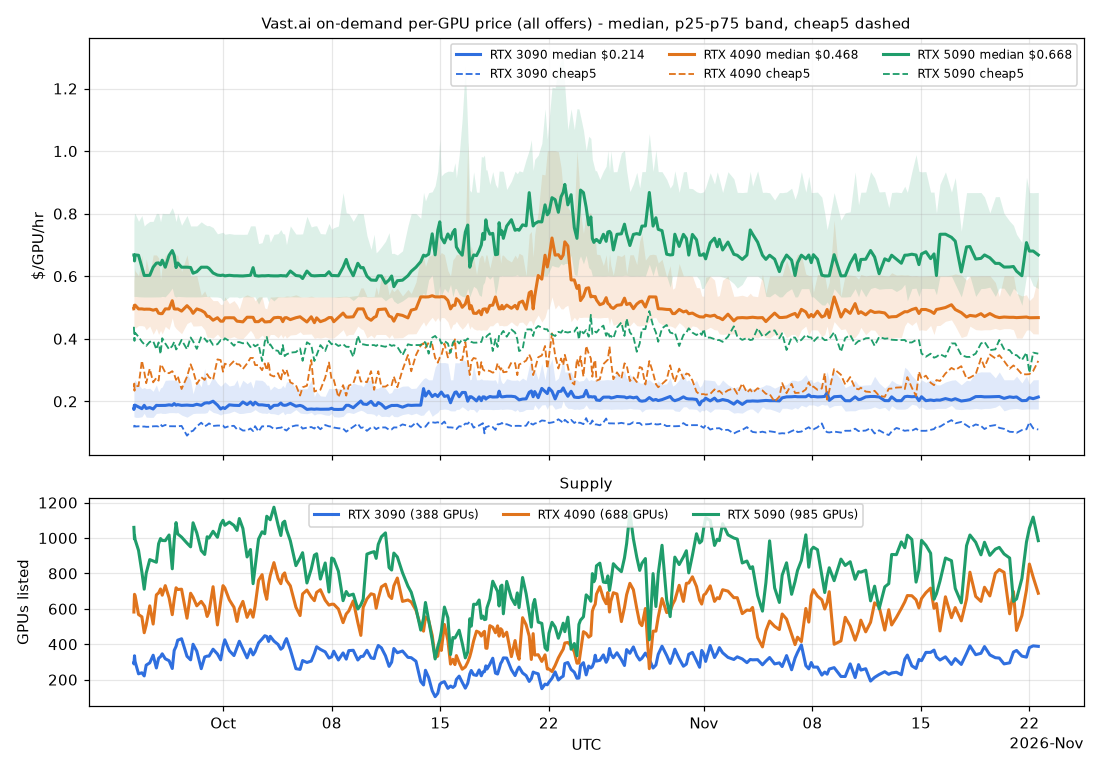 Vast.ai on-demand per-GPU price (all offers) - median, p25-p75 band, cheap5 dashed
RTX 3090 median $0.214 RTX 4090 median $0.468 RTX 5090 median $0.668
RTX 3090 cheap5 RTX 4090 cheap5 RTX 5090 cheap5
1.2
1.0
0.8
0.6
0.4
0.2
$/GPU/hr
Supply
RTX 3090 (388 GPUs) RTX 4090 (688 GPUs) RTX 5090 (985 GPUs)
1200
1000
800
600
400
200
GPUs listed
Oct 08 15 22 Nov 08 15 22
UTC
2026-Nov